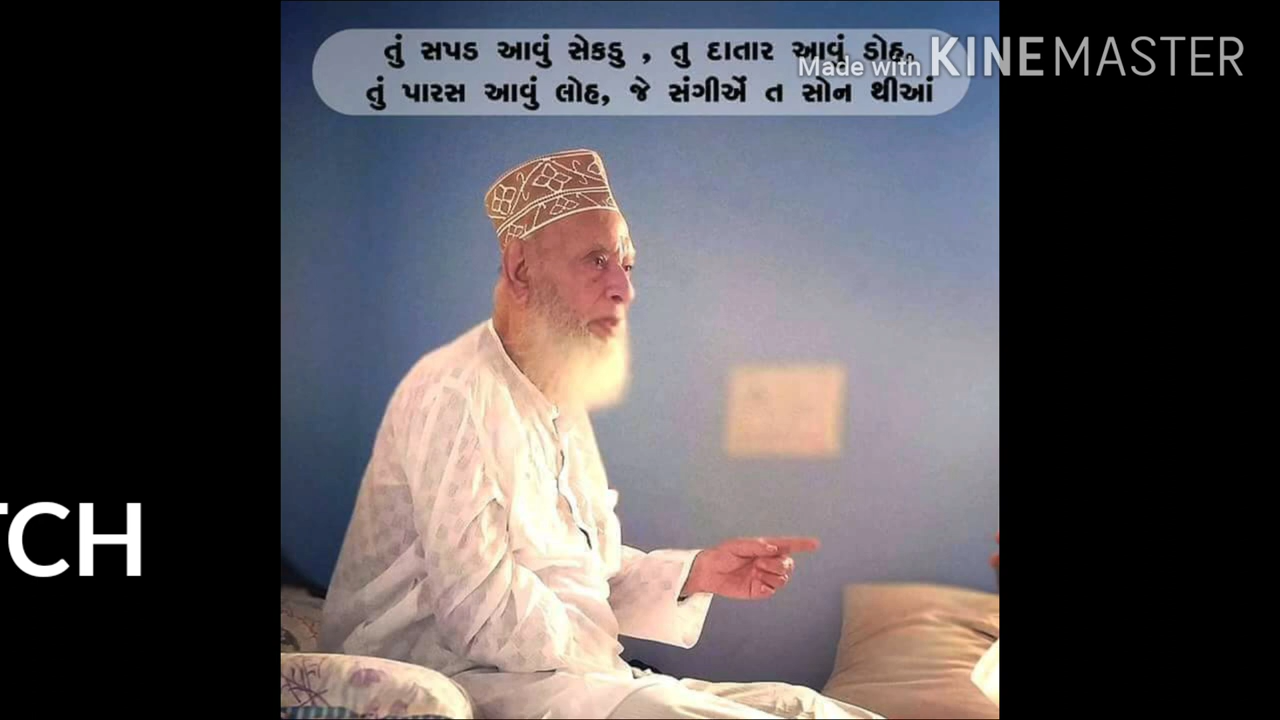 તું સપડ આવું સેકડુ , તુ દાતાર આવું ડોહ,
તું પારસ આવું લોહ, જે સંગીએં ત સોન થીઆં
Made with KINEMASTER
TCH